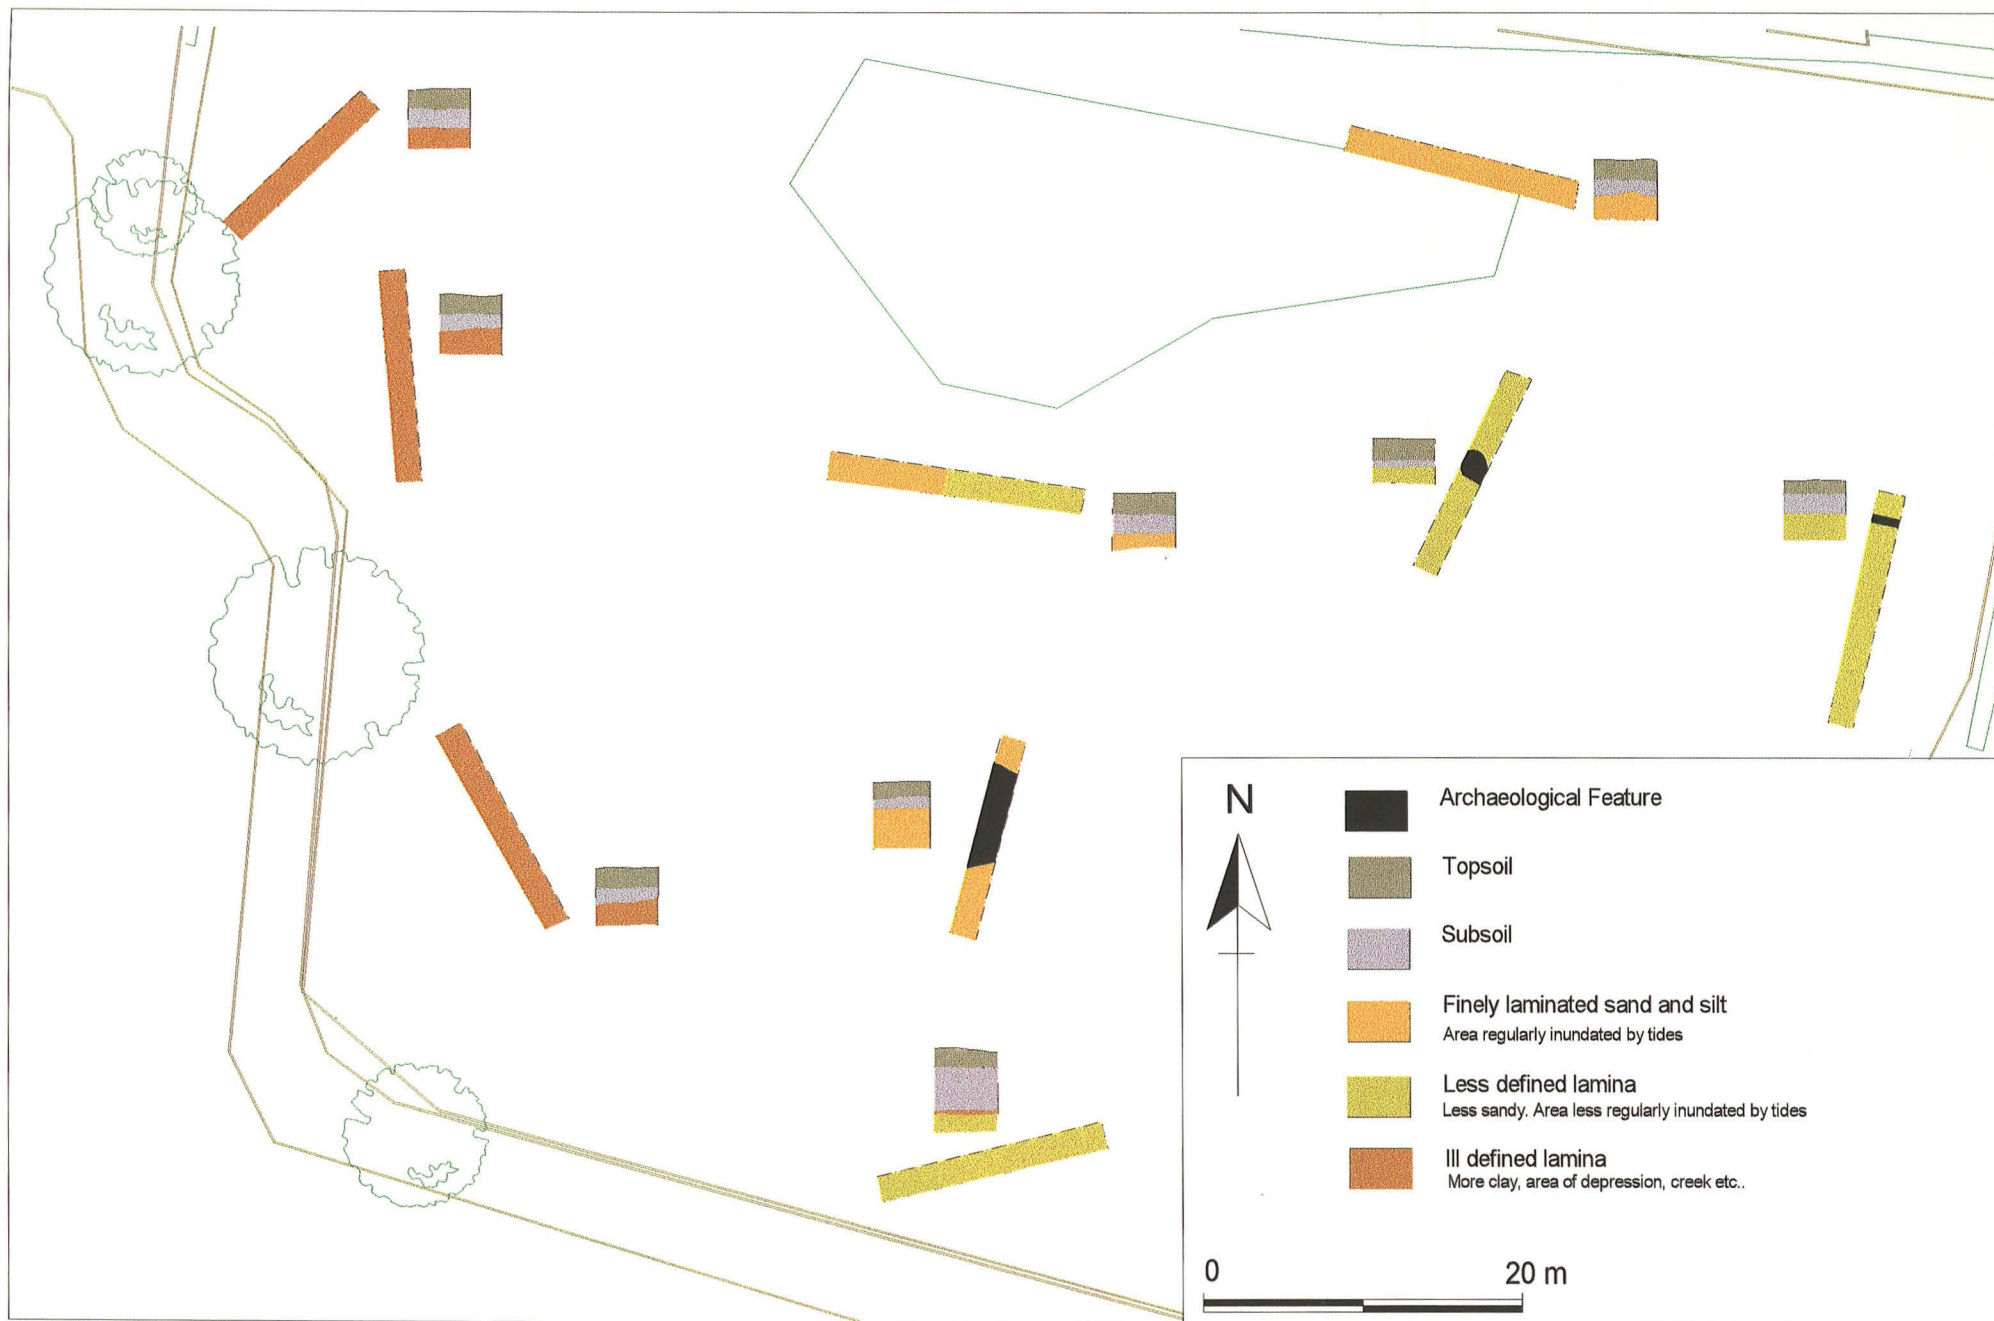 N
Archaeological Feature
Topsoil
Subsoil
Finely laminated sand and silt
Area regularly inundated by tides
Less defined lamina
Less sandy. Area less regularly inundated by tides
Ill defined lamina
More clay, area of depression, creek etc..
0 20 m